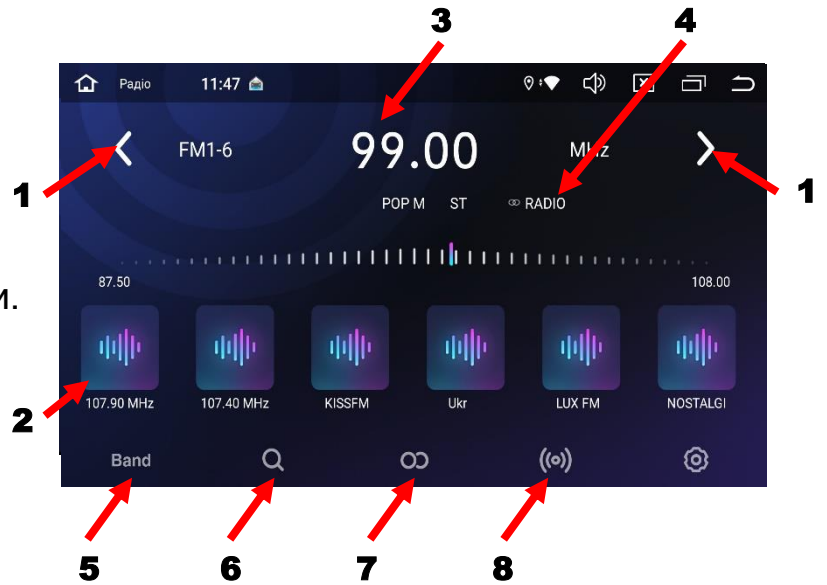 3 4
Радіо 11:47
1 FM1-6 99.00 MHz 1
POP M ST RADIO
87.50 108.00
и.
2
107.90 MHz 107.40 MHz KISSFM Ukr LUX FM NOSTALGI
Band
5 6 7 8